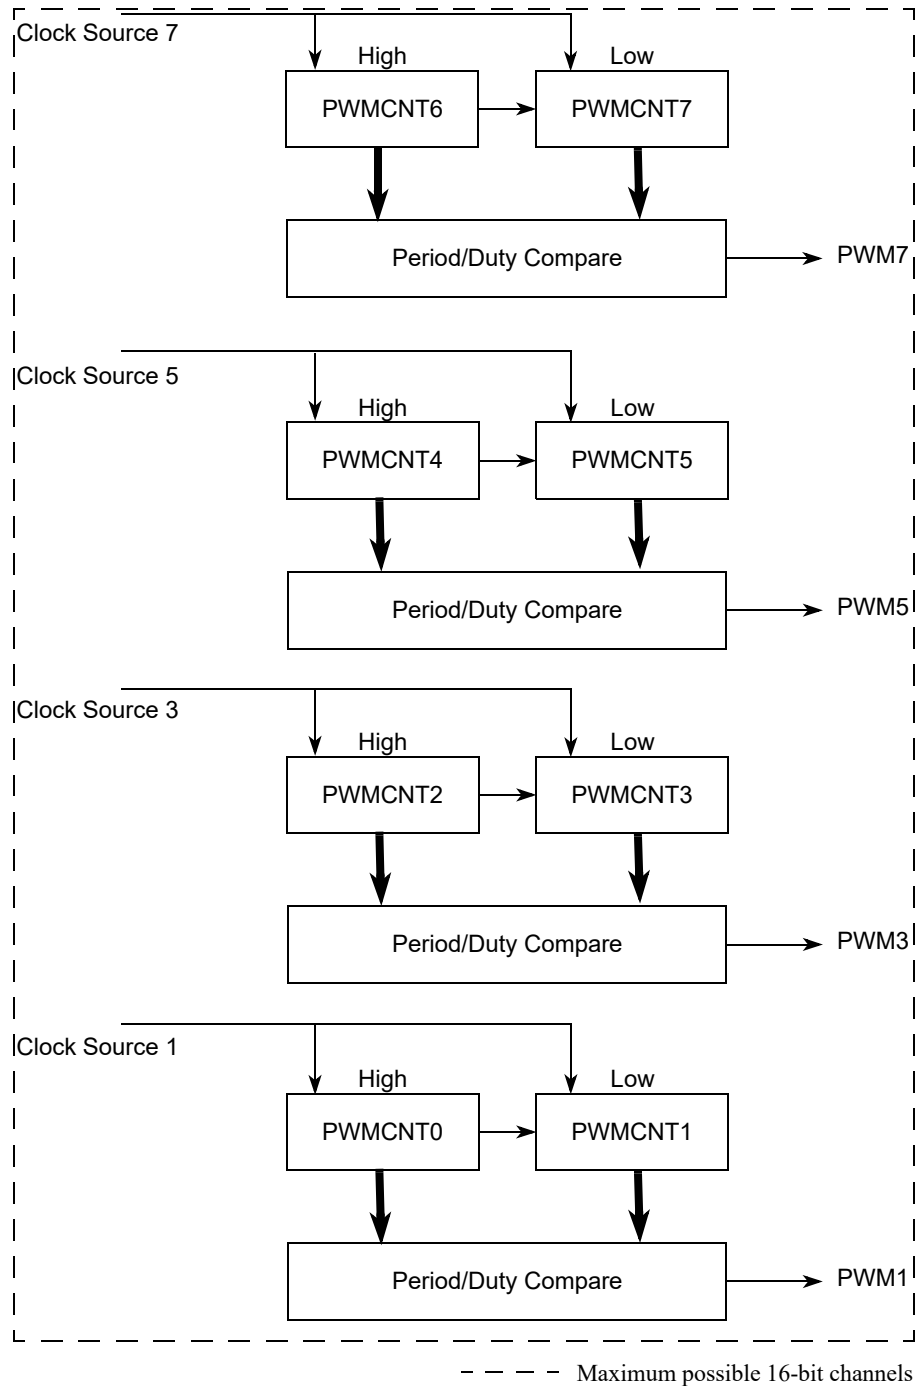 Clock Source 7
High
Low
PWMCNT6
PWMCNT7
Period/Duty Compare
PWM7
Clock Source 5
High
Low
PWMCNT4
PWMCNT5
Period/Duty Compare
PWM5
Clock Source 3
High
Low
PWMCNT2
PWMCNT3
Period/Duty Compare
PWM3
Clock Source 1
High
Low
PWMCNT0
PWMCNT1
Period/Duty Compare
PWM1
Maximum possible 16-bit channels